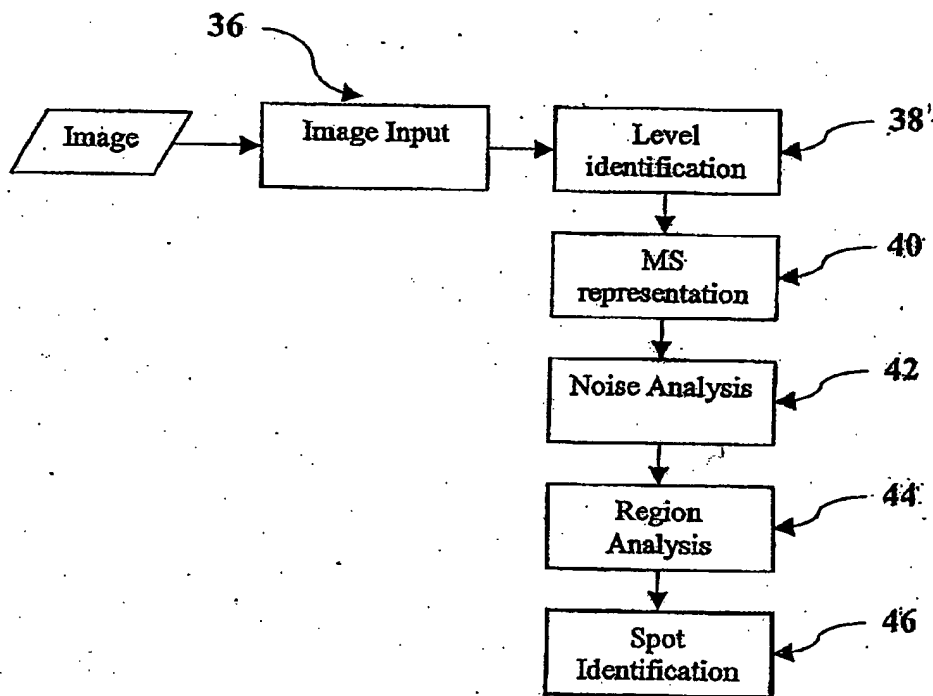 36
Image
Image Input
Level
identification
38
MS
representation
40
Noise Analysis
42
Region
Analysis
44
Spot
Identification
46